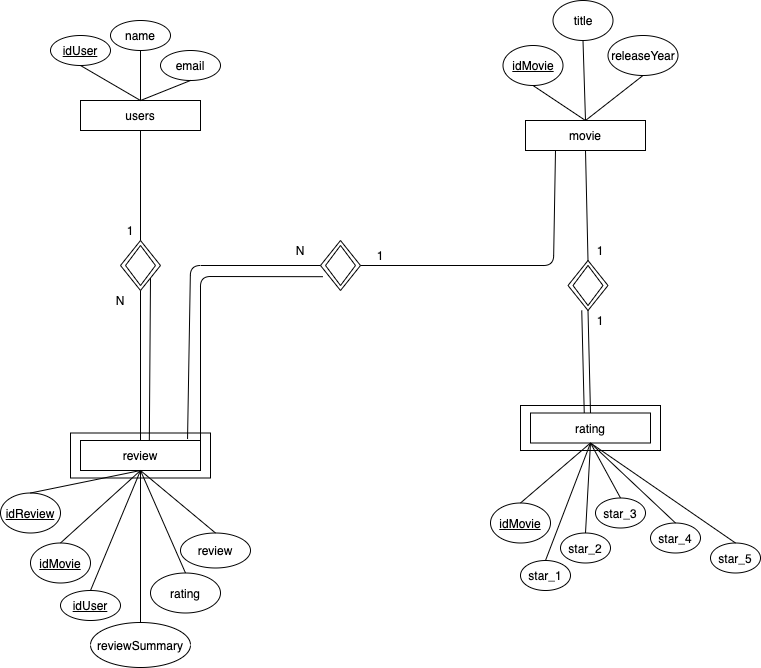 title
name
idUser
releaseYear
email
idMovie
users
movie
1
N
1
1
N
1
rating
review
idReview
star_3
idMovie
star_4
star_2
review
star_5
idMovie
star_1
rating
idUser
reviewSummary